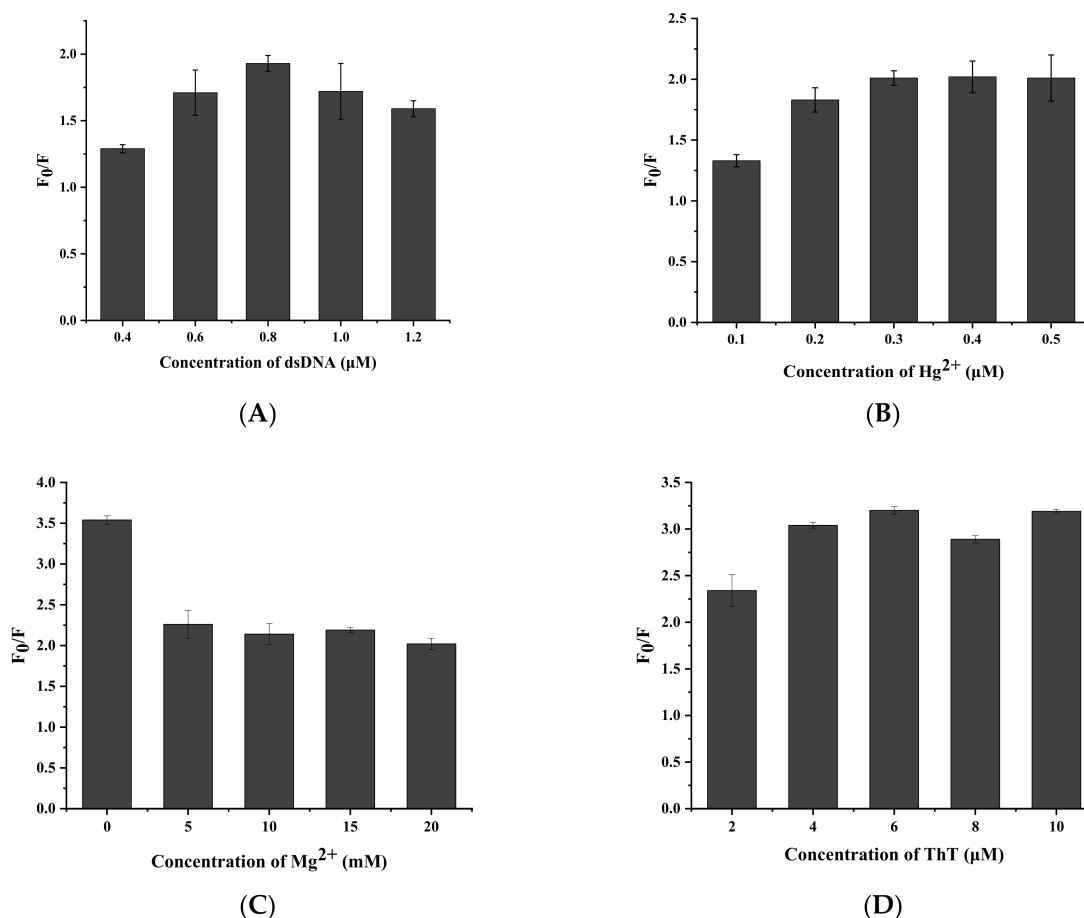 2.0
1.5
1.0
0.5
0.0
F0/F
0.4 0.6 0.8 1.0 1.2
Concentration of dsDNA (μM)
(A)
2.5
2.0
1.5
1.0
0.5
0.0
F0/F
0.1 0.2 0.3 0.4 0.5
Concentration of Hg2+ (μM)
(B)
4.0
3.5
3.0
2.5
2.0
1.5
1.0
0.5
0.0
F0/F
0 5 10 15 20
Concentration of Mg2+ (mM)
(C)
3.5
3.0
2.5
2.0
1.5
1.0
0.5
0.0
F0/F
2 4 6 8 10
Concentration of ThT (μM)
(D)